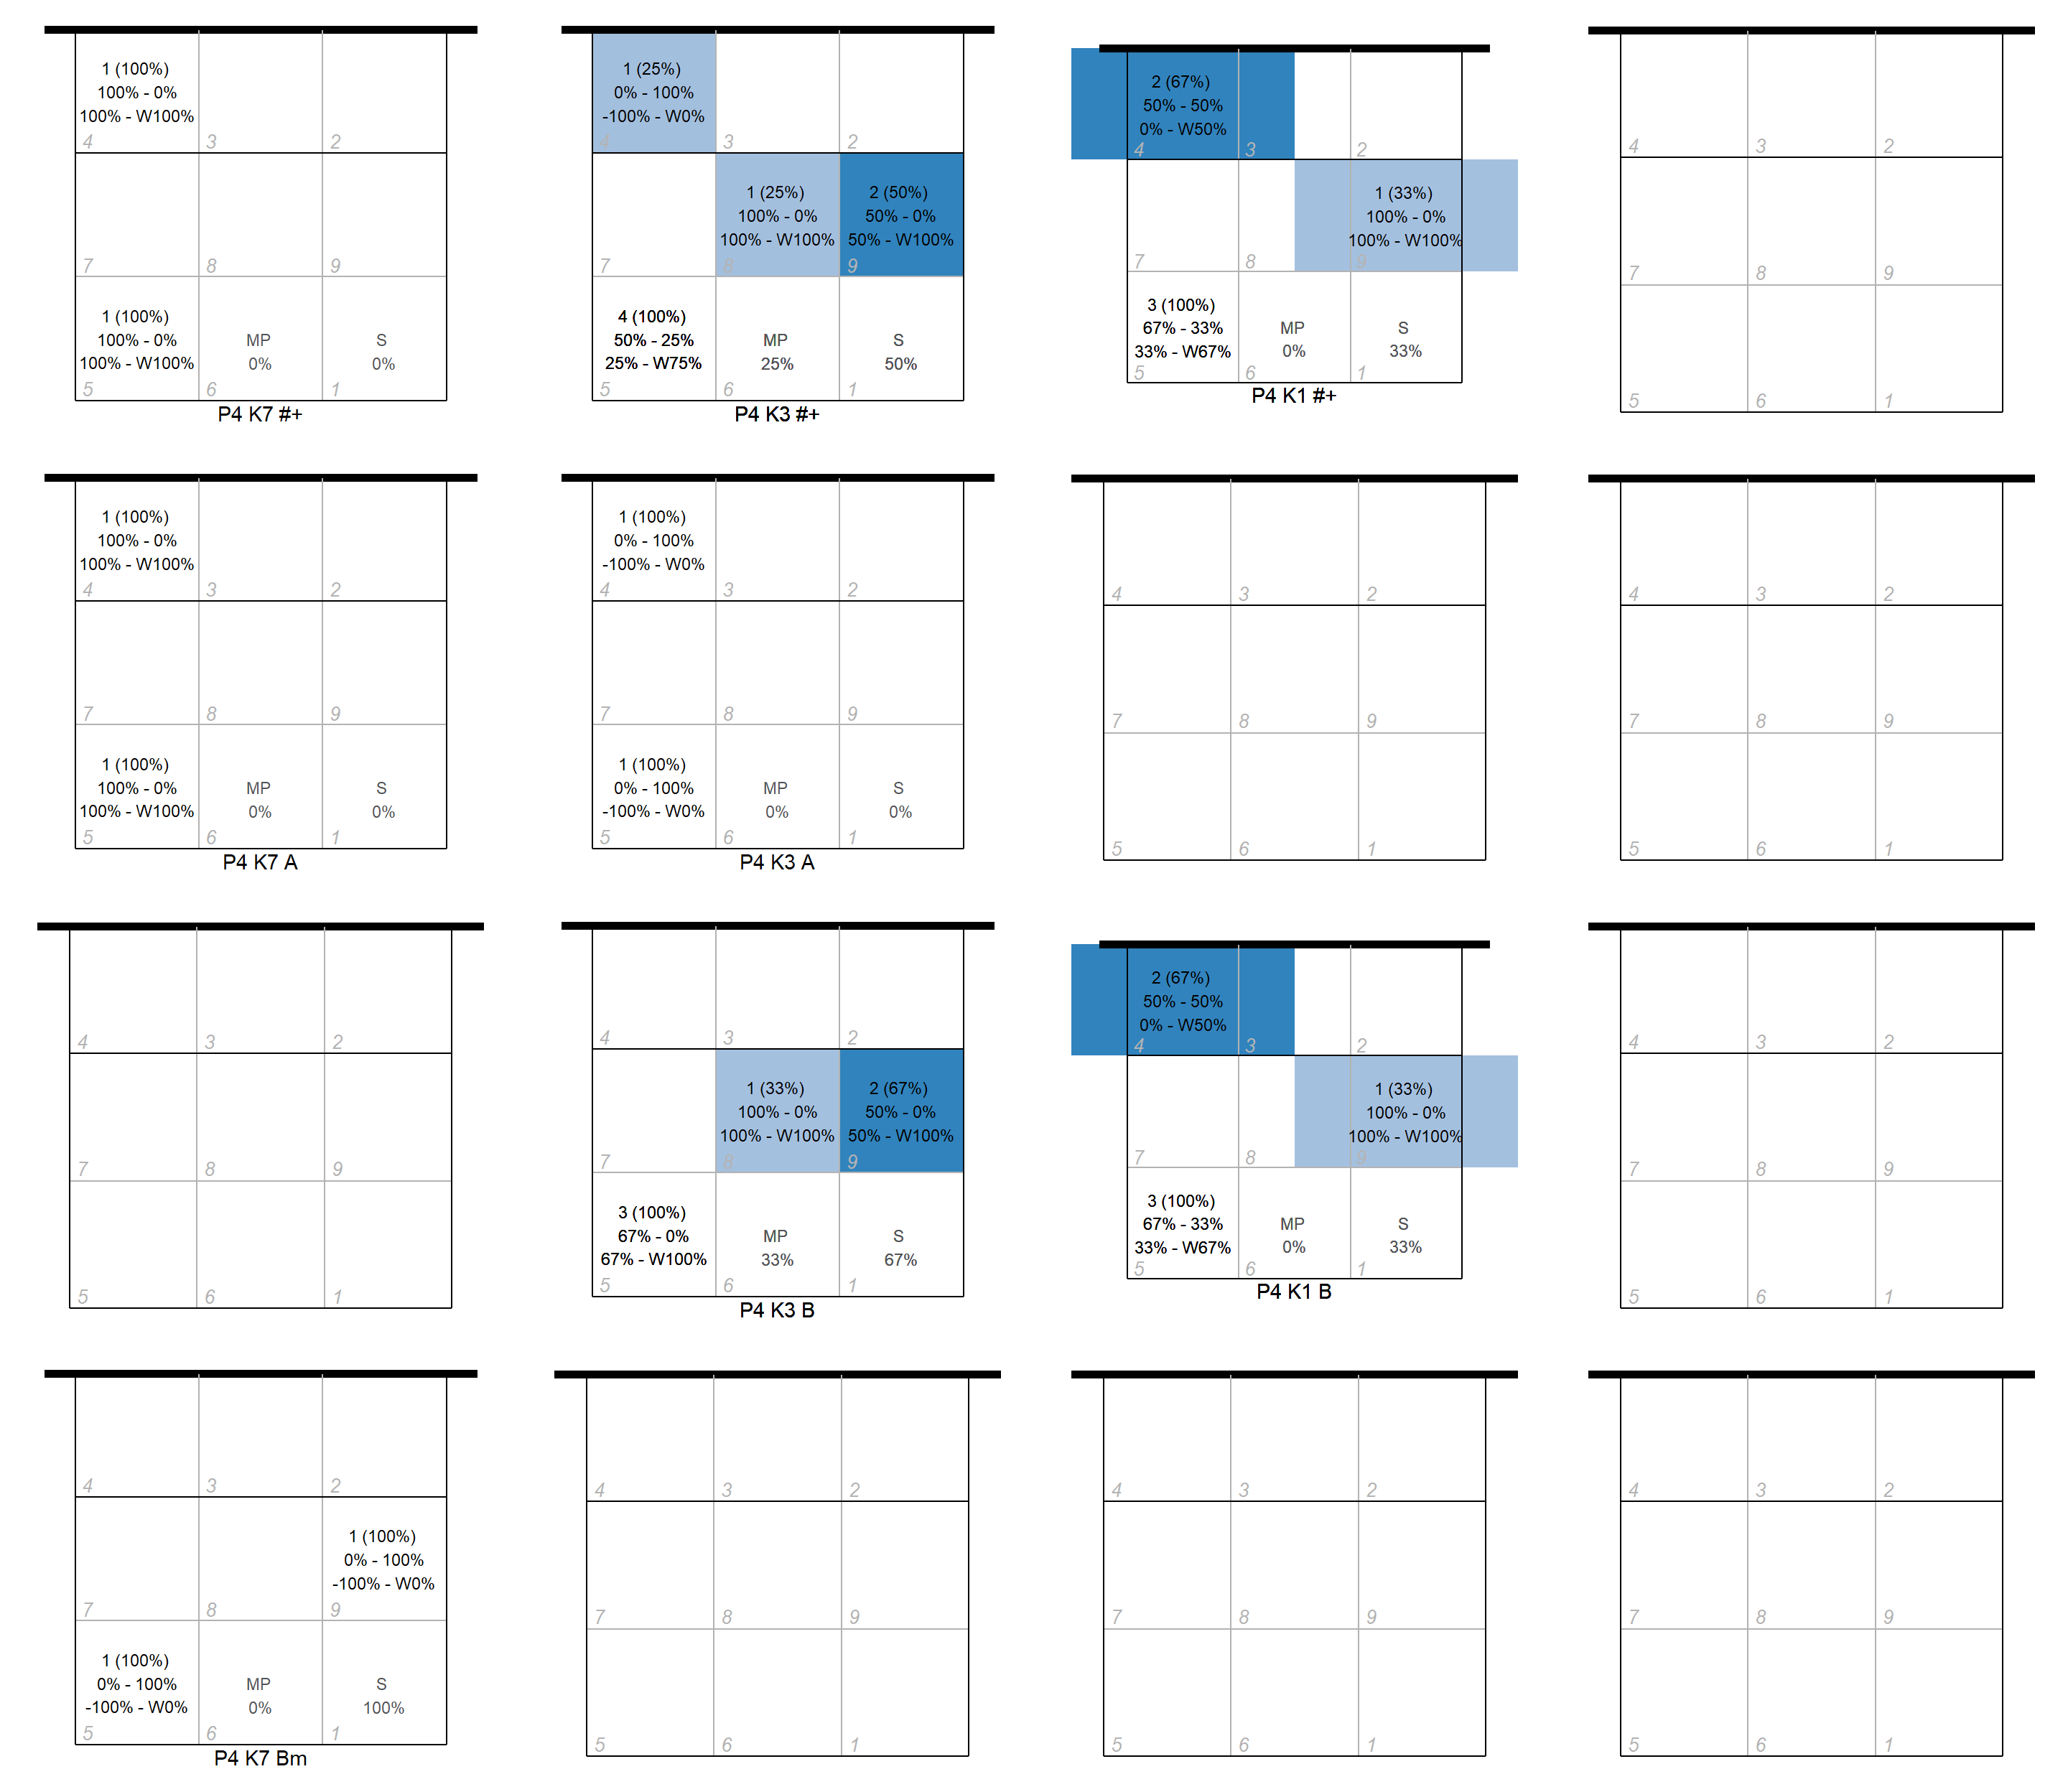 1 (100%)
100% - 0%
100% - W100%
4 3 2
7 8 9
1 (100%)
100% - 0%
100% - W100%
MP
0%
S
0%
5 6 1
P4 K7 #+
1 (25%)
0% - 100%
-100% - W0%
4 3 2
1 (25%)
100% - 0%
100% - W100%
2 (50%)
50% - 0%
50% - W100%
7 8 9
4 (100%)
50% - 25%
25% - W75%
MP
25%
S
50%
5 6 1
P4 K3 #+
2 (67%)
50% - 50%
0% - W50%
4 3 2
1 (33%)
100% - 0%
100% - W100%
7 8 9
3 (100%)
67% - 33%
33% - W67%
MP
0%
S
33%
5 6 1
P4 K1 #+
4 3 2
7 8 9
5 6 1
1 (100%)
100% - 0%
100% - W100%
4 3 2
7 8 9
1 (100%)
100% - 0%
100% - W100%
MP
0%
S
0%
5 6 1
P4 K7 A
1 (100%)
0% - 100%
-100% - W0%
4 3 2
7 8 9
1 (100%)
0% - 100%
-100% - W0%
MP
0%
S
0%
5 6 1
P4 K3 A
4 3 2
7 8 9
5 6 1
4 3 2
7 8 9
5 6 1
4 3 2
7 8 9
5 6 1
4 3 2
1 (33%)
100% - 0%
100% - W100%
2 (67%)
50% - 0%
50% - W100%
7 8 9
3 (100%)
67% - 0%
67% - W100%
MP
33%
S
67%
5 6 1
P4 K3 B
2 (67%)
50% - 50%
0% - W50%
4 3 2
1 (33%)
100% - 0%
100% - W100%
7 8 9
3 (100%)
67% - 33%
33% - W67%
MP
0%
S
33%
5 6 1
P4 K1 B
4 3 2
7 8 9
5 6 1
4 3 2
1 (100%)
0% - 100%
-100% - W0%
7 8 9
1 (100%)
0% - 100%
-100% - W0%
MP
0%
S
100%
5 6 1
P4 K7 Bm
4 3 2
7 8 9
5 6 1
4 3 2
7 8 9
5 6 1
4 3 2
7 8 9
5 6 1